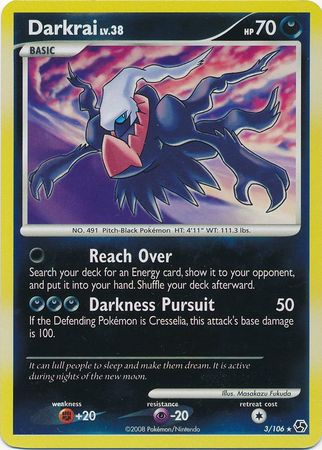 Darkrai LV.38 HP 70
BASIC
NO. 491 Pitch-Black Pokémon HT: 4'11" WT: 111.3 lbs.
Reach Over
Search your deck for an Energy card, show it to your opponent,
and put it into your hand. Shuffle your deck afterward.
Darkness Pursuit 50
If the Defending Pokémon is Cresselia, this attack's base damage
is 100.
It can lull people to sleep and make them dream. It is active
during nights of the new moon.
Illus. Masakazu Fukuda
weakness resistance retreat cost
+20 -20
©2008 Pokémon/Nintendo 3/106 ★